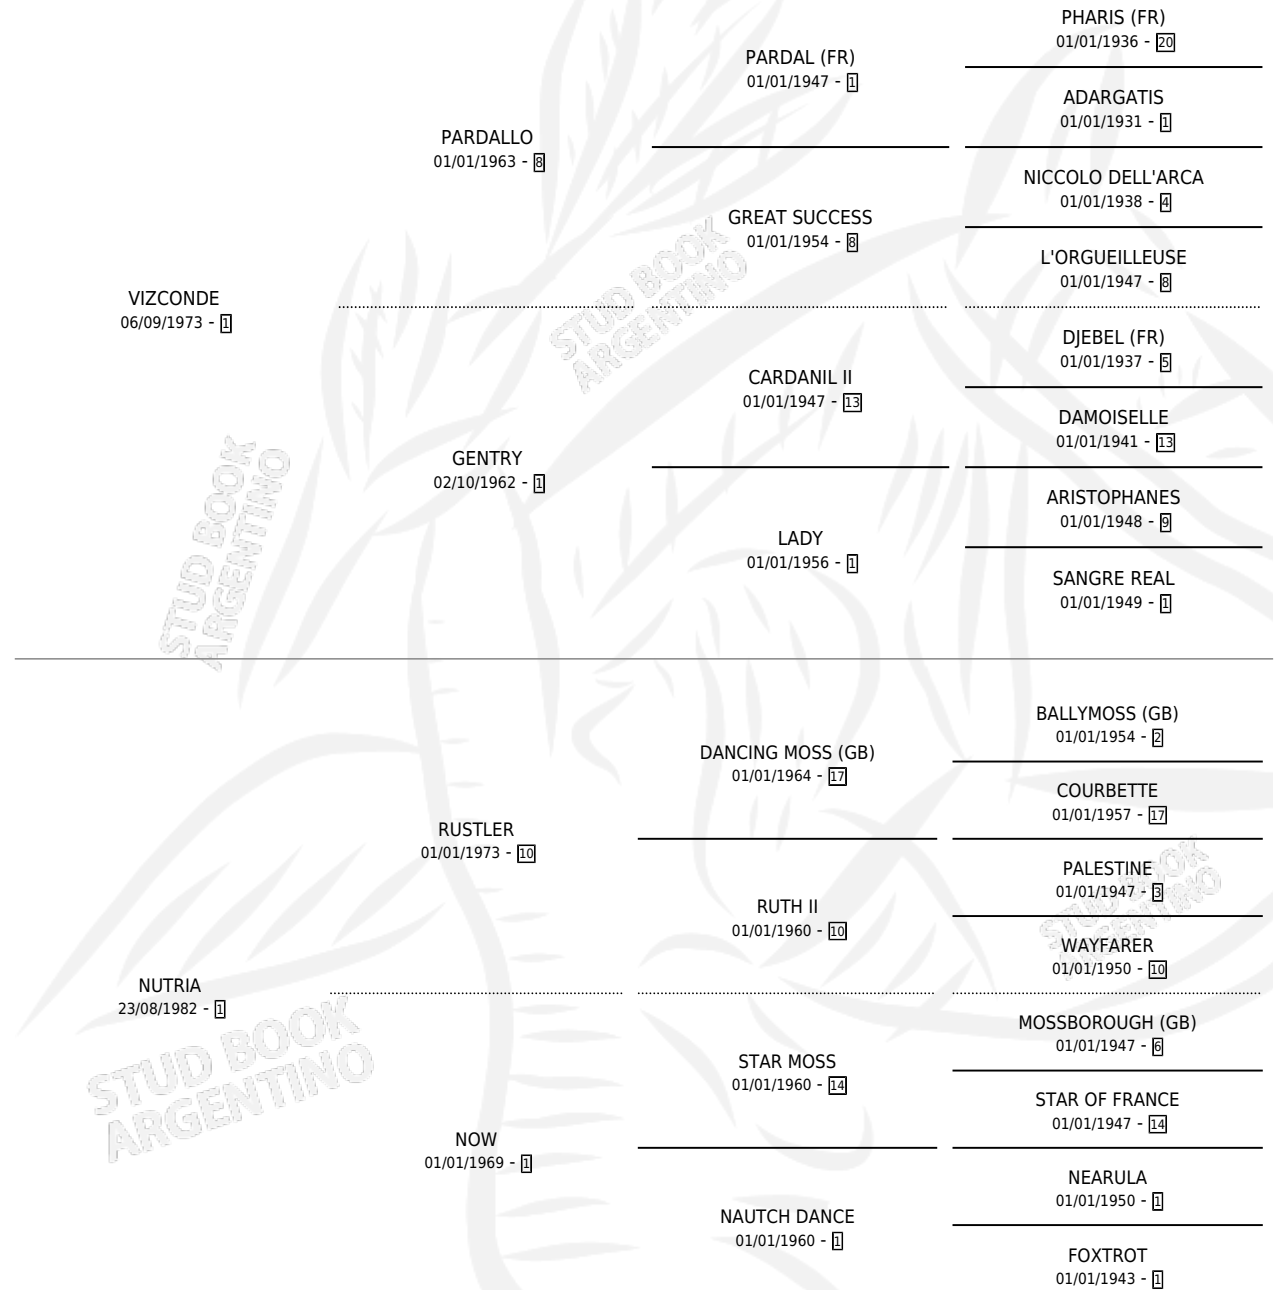 PHARIS (FR)
01/01/1936 - 20
PARDAL (FR)
01/01/1947 - 1
ADARGATIS
01/01/1931 - 1
PARDALLO
01/01/1963 - 8
NICCOLO DELL'ARCA
01/01/1938 - 4
GREAT SUCCESS
01/01/1954 - 8
L'ORGUEILLEUSE
01/01/1947 - 8
STUD BOOK
ARGENTINO
VIZCONDE
06/09/1973 - 1
DJEBEL (FR)
01/01/1937 - 5
CARDANIL II
01/01/1947 - 13
DAMOISELLE
01/01/1941 - 13
GENTRY
02/10/1962 - 1
ARISTOPHANES
01/01/1948 - 9
LADY
01/01/1956 - 1
SANGRE REAL
01/01/1949 - 1
STUD BOOK
ARGENTINO
BALLYMOSS (GB)
01/01/1954 - 2
DANCING MOSS (GB)
01/01/1964 - 17
COURBETTE
01/01/1957 - 17
RUSTLER
01/01/1973 - 10
PALESTINE
01/01/1947 - 3
RUTH II
01/01/1960 - 10
WAYFARER
01/01/1950 - 10
STUD BOOK
ARGENTINO
NUTRIA
23/08/1982 - 1
MOSSBOROUGH (GB)
01/01/1947 - 6
STAR MOSS
01/01/1960 - 14
STAR OF FRANCE
01/01/1947 - 14
STUD BOOK
ARGENTINO
NOW
01/01/1969 - 1
NEARULA
01/01/1950 - 1
NAUTCH DANCE
01/01/1960 - 1
FOXTROT
01/01/1943 - 1